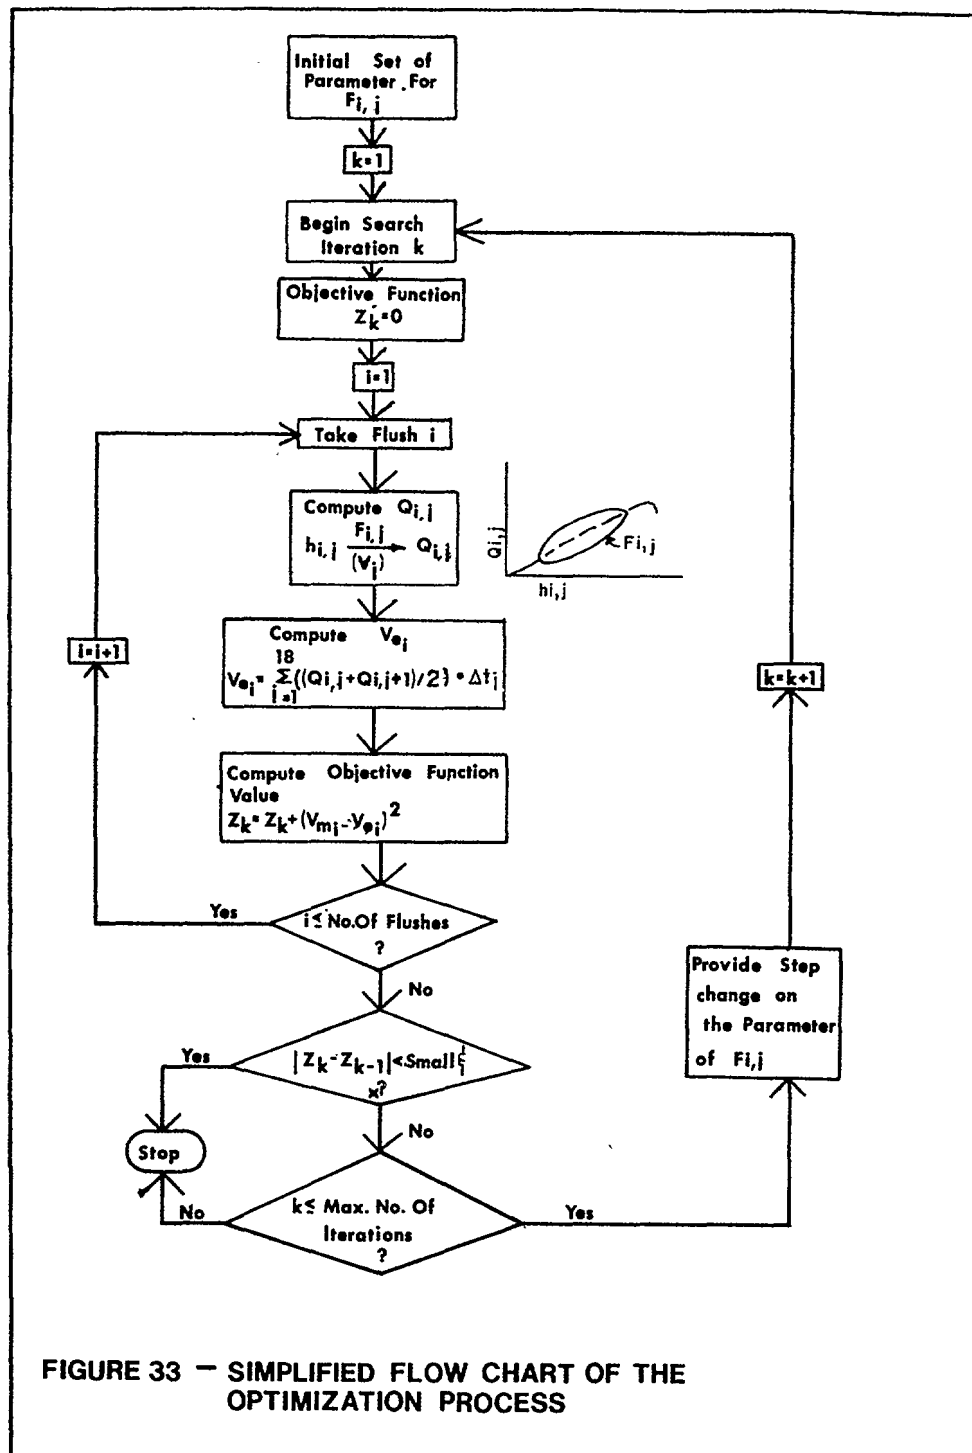 Initial Set of
Parameter For
Fi, j
k=1
Begin Search
Iteration k
Objective Function
Zk=0
i=1
Take Flush i
Compute Qi,j
hi,j Fi,j (∀i) Qi,j
Qi,j
Fi,j
hi,j
i=i+1
Compute Vei
18
Vei= Σ((Qi,j+Qi,j+1)/2) • Δtj
j=1
k=k+1
Compute Objective Function
Value
Zk=Zk+(Vmi-Vei)2
Yes
i≤No.Of Flushes
?
No
Provide Step
change on
the Parameter
of Fi,j
Yes
|Zk-Zk-1|<Small
?
No
Stop
No
k≤ Max. No. Of
Iterations
?
Yes
FIGURE 33 — SIMPLIFIED FLOW CHART OF THE
OPTIMIZATION PROCESS